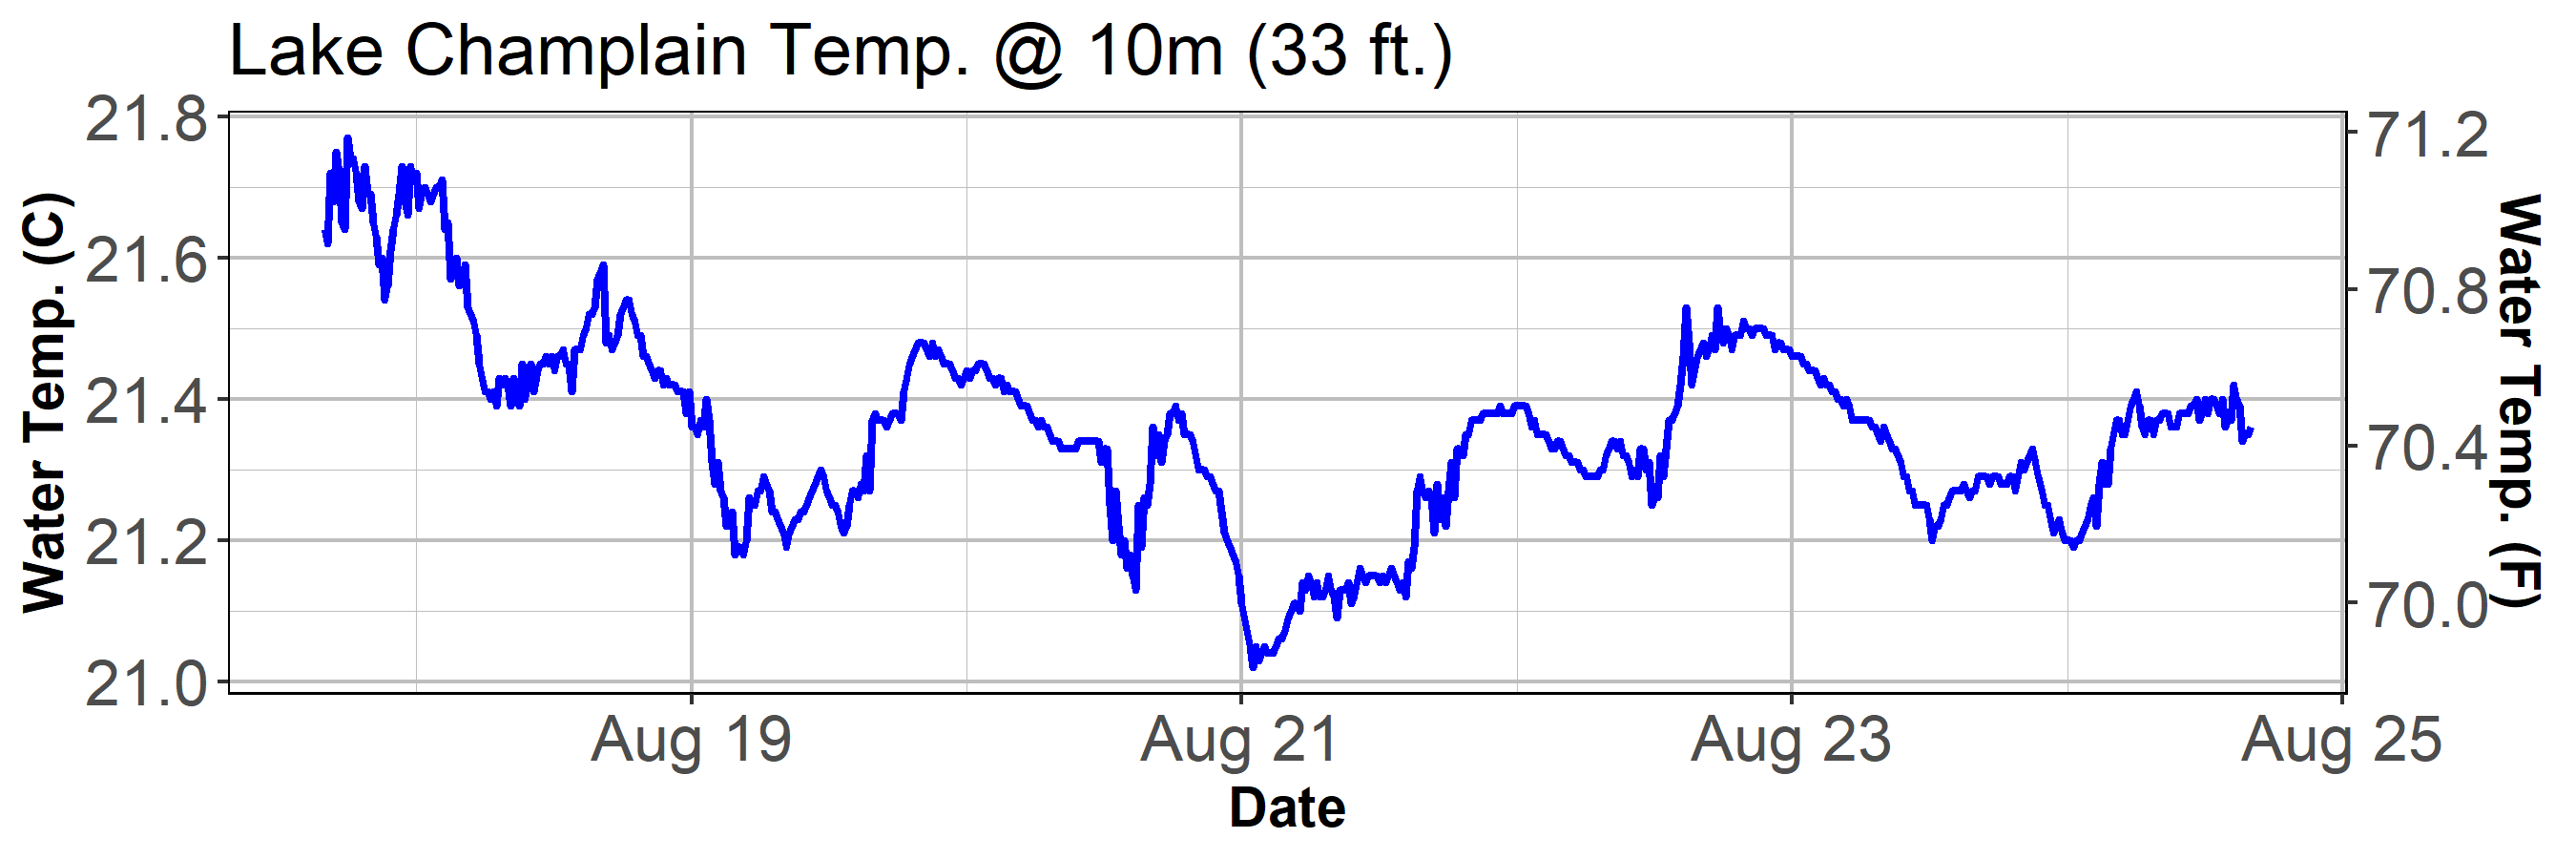 Lake Champlain Temp. @ 10m (33 ft.)
Water Temp. (C)
21.8
21.6
21.4
21.2
21.0
71.2
70.8
70.4
70.0
Water Temp. (F)
Aug 19
Aug 21
Aug 23
Aug 25
Date